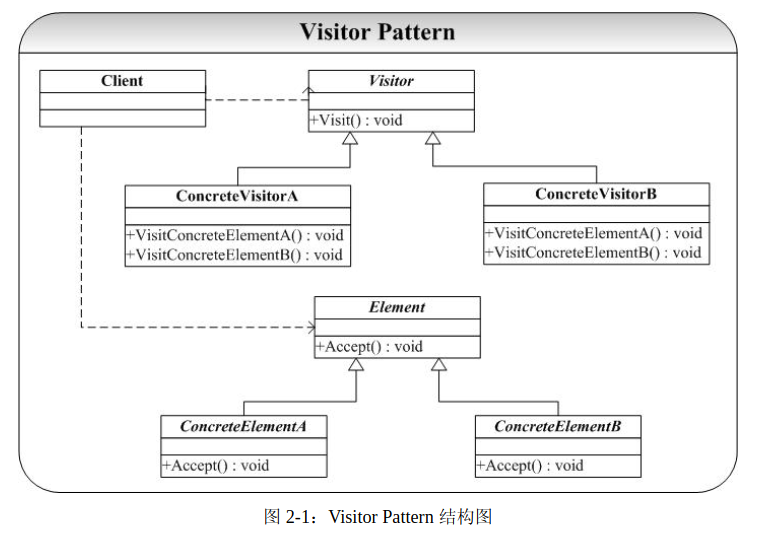 Visitor Pattern
Client
Visitor
+Visit() : void
ConcreteVisitorA
+VisitConcreteElementA() : void
+VisitConcreteElementB() : void
ConcreteVisitorB
+VisitConcreteElementA() : void
+VisitConcreteElementB() : void
Element
+Accept() : void
ConcreteElementA
+Accept() : void
ConcreteElementB
+Accept() : void
图 2-1：Visitor Pattern 结构图